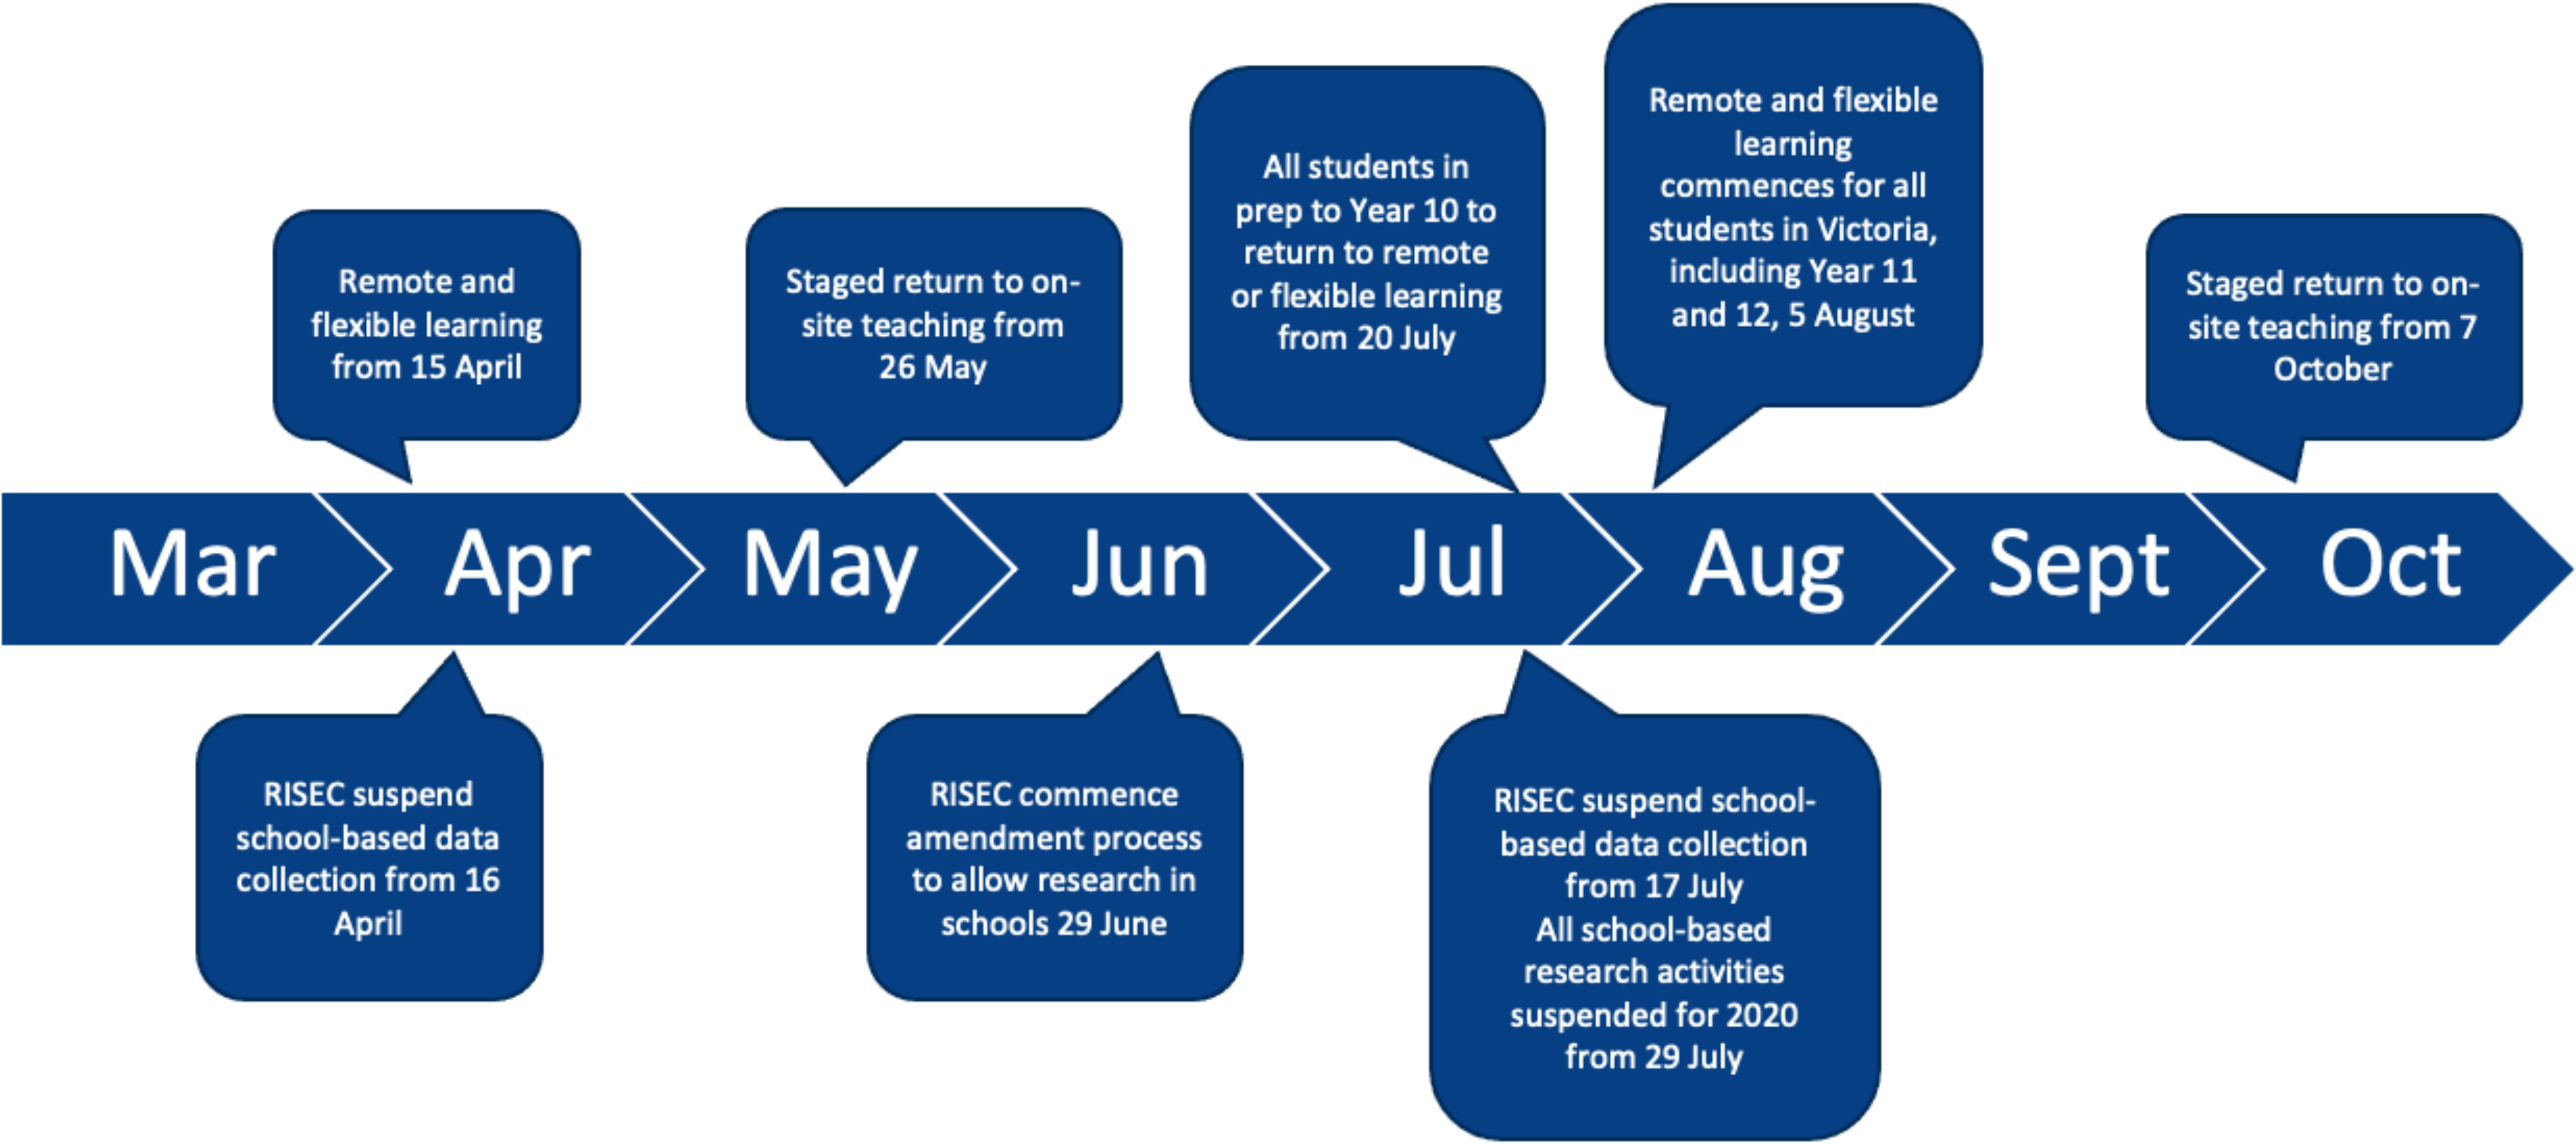 Remote and
flexible learning
from 15 April
Staged return to on-
site teaching from
26 May
All students in
prep to Year 10 to
return to remote
or flexible learning
from 20 July
Remote and flexible
learning
commences for all
students in Victoria,
including Year 11
and 12, 5 August
Staged return to on-
site teaching from 7
October
Mar
Apr
May
Jun
Jul
Aug
Sept
Oct
RISEC suspend
school-based data
collection from 16
April
RISEC commence
amendment process
to allow research in
schools 29 June
RISEC suspend school-
based data collection
from 17 July
All school-based
research activities
suspended for 2020
from 29 July